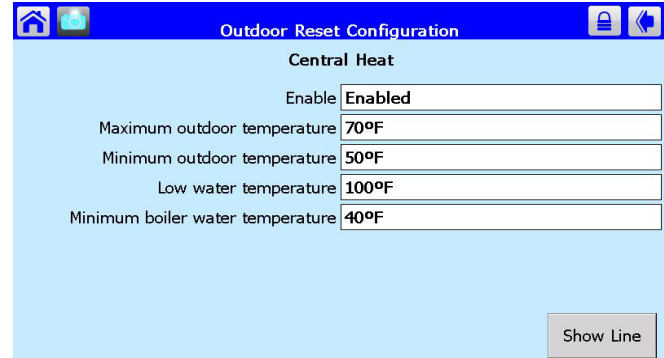 Outdoor Reset Configuration
Central Heat
Enable Enabled
Maximum outdoor temperature 70ºF
Minimum outdoor temperature 50ºF
Low water temperature 100ºF
Minimum boiler water temperature 40ºF
Show Line